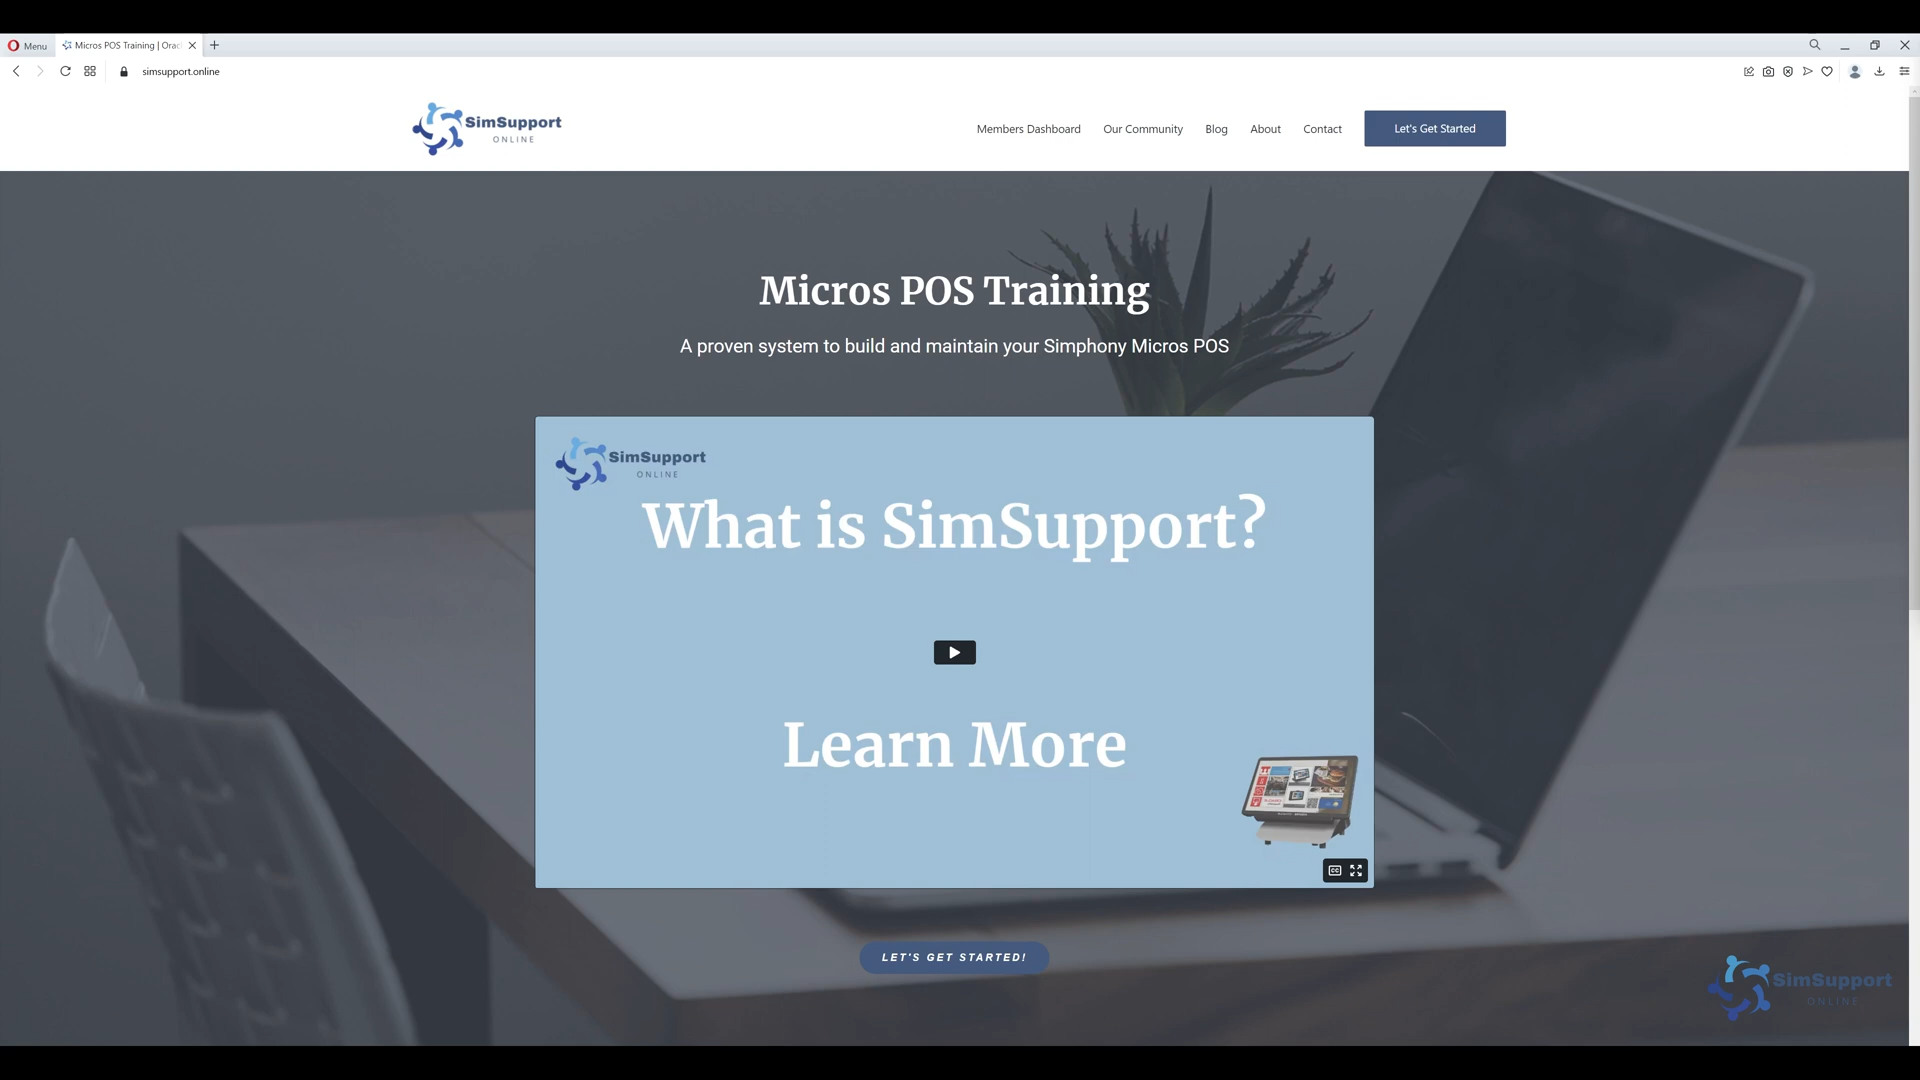 Menu
Micros POS Training | Orac
simsupport.online
SimSupport
ONLINE
Members Dashboard
Our Community
Blog
About
Contact
Let's Get Started
Micros POS Training
A proven system to build and maintain your Simphony Micros POS
SimSupport
ONLINE
What is SimSupport?
Learn More
CC
LET'S GET STARTED!
SimSupport
ONLINE